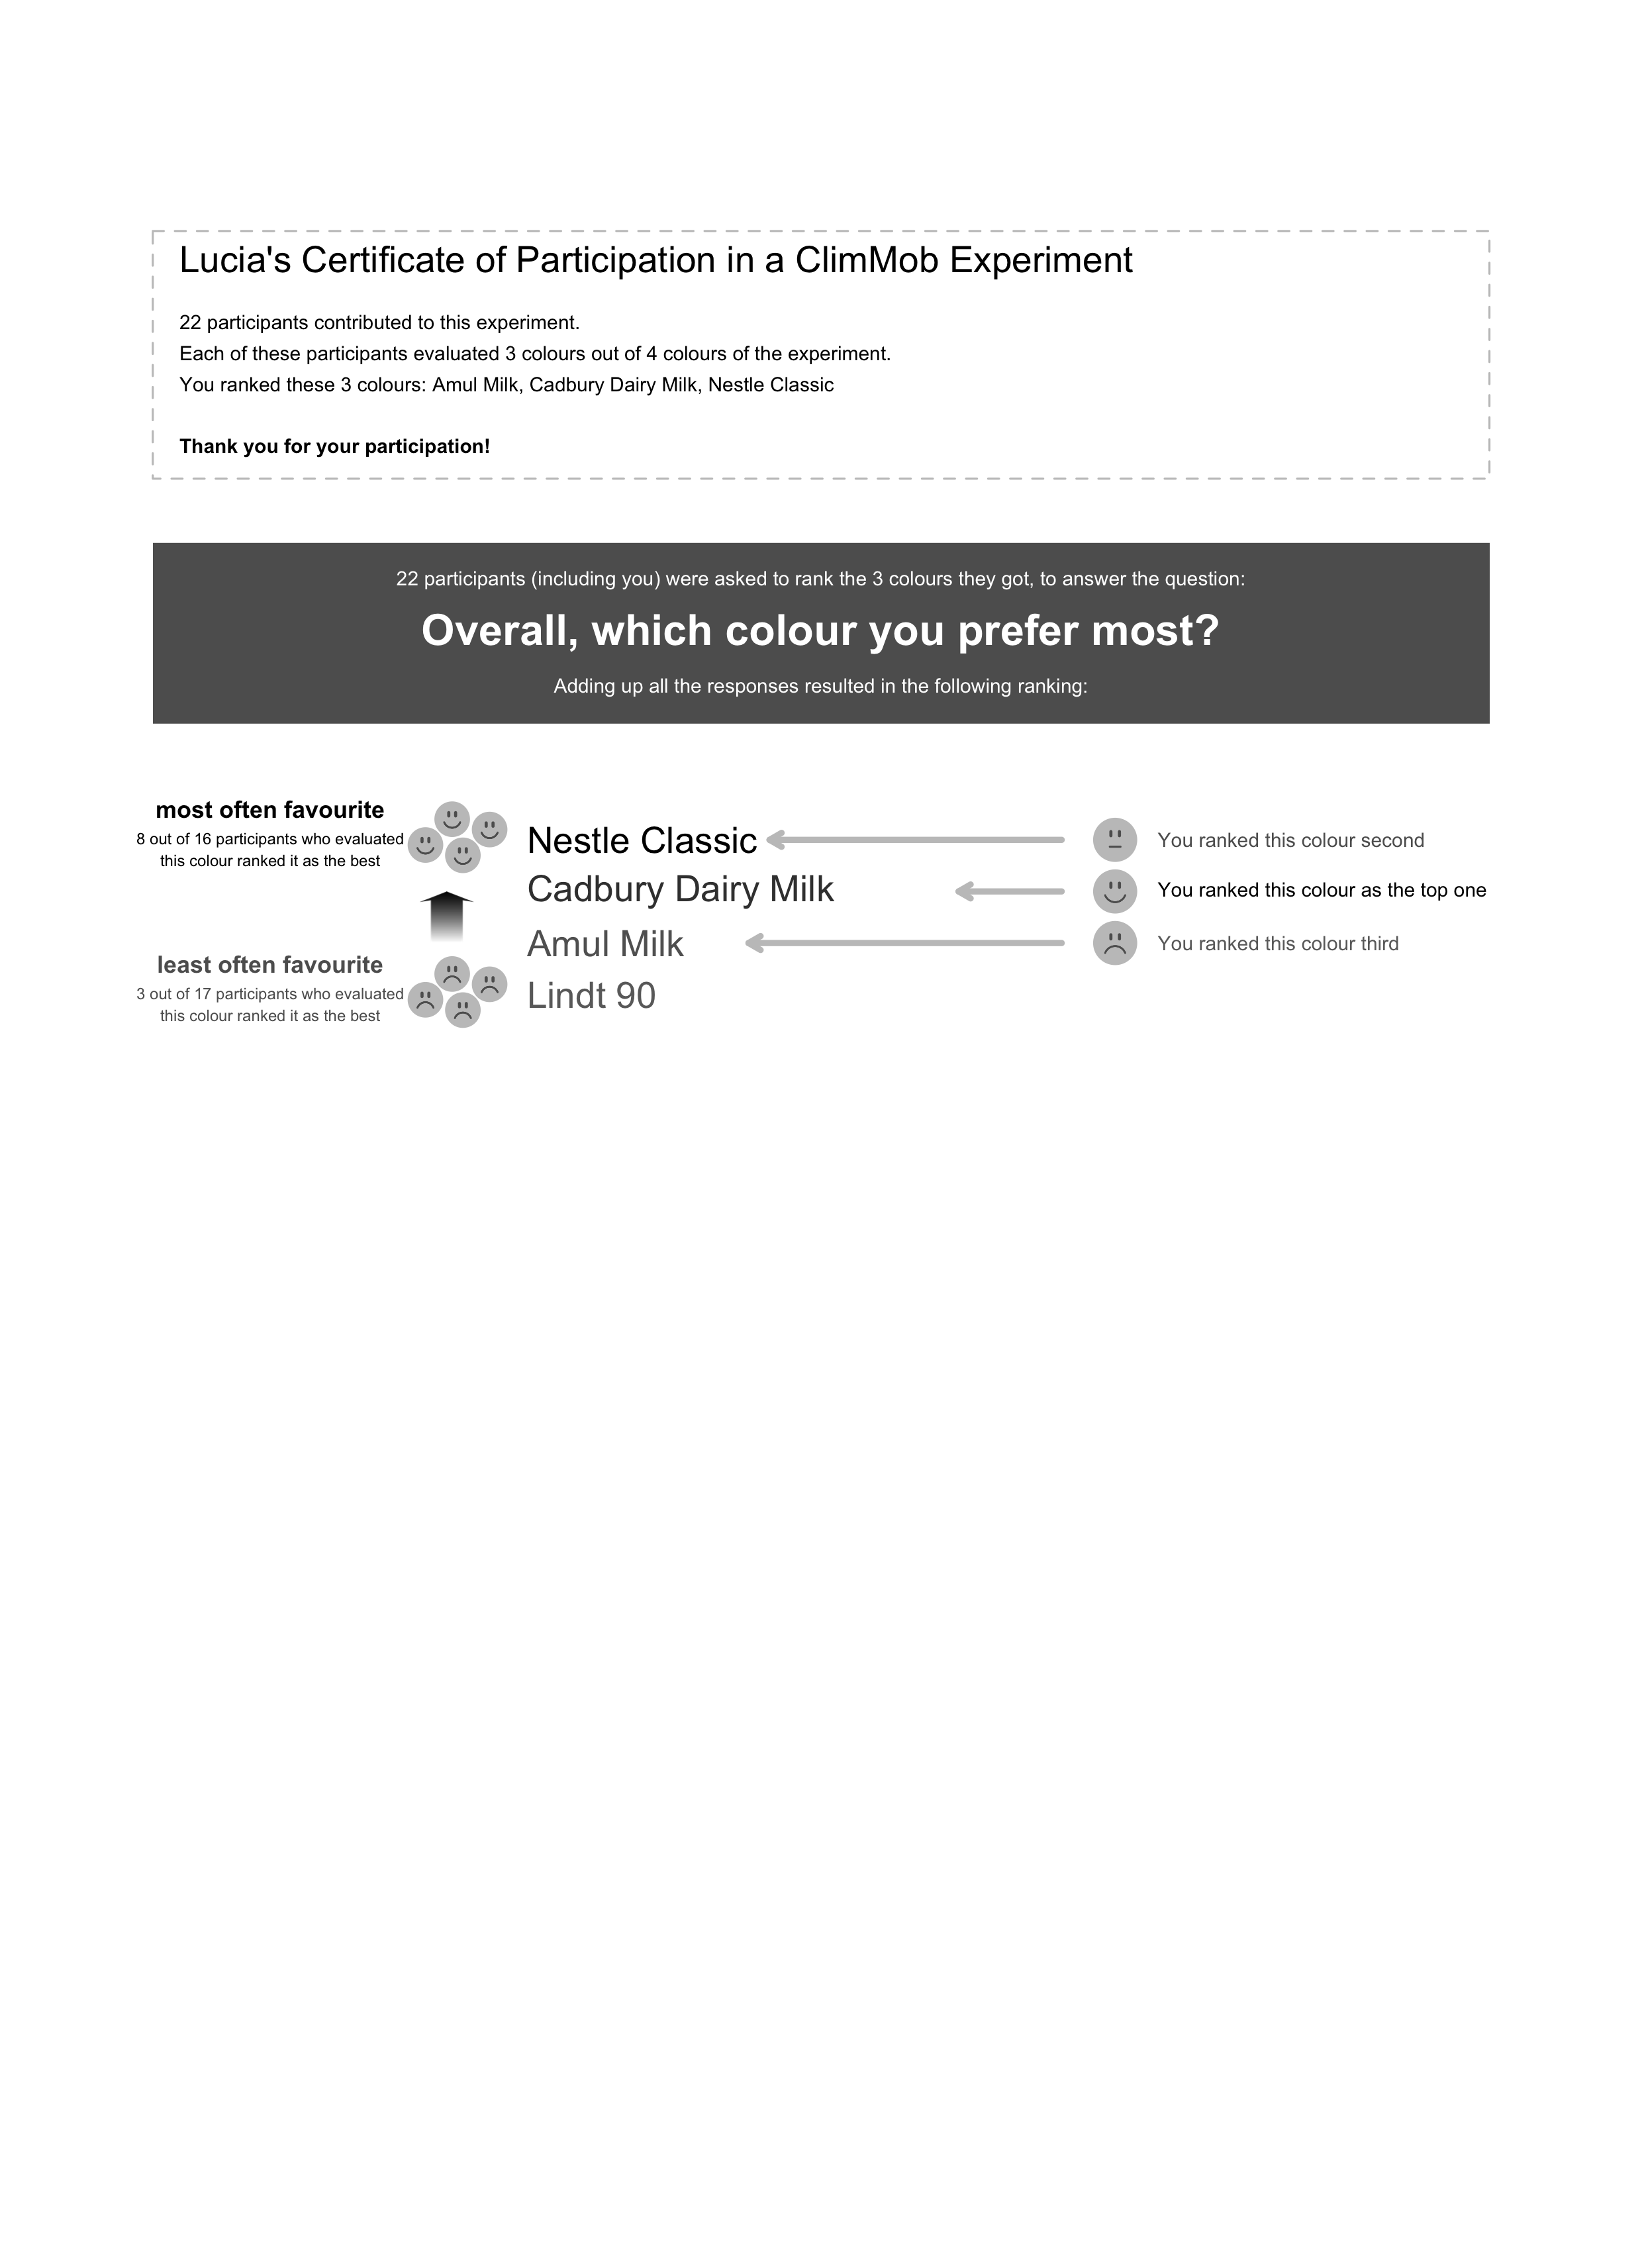 Lucia's Certificate of Participation in a ClimMob Experiment
22 participants contributed to this experiment.
Each of these participants evaluated 3 colours out of 4 colours of the experiment.
You ranked these 3 colours: Amul Milk, Cadbury Dairy Milk, Nestle Classic
Thank you for your participation!
22 participants (including you) were asked to rank the 3 colours they got, to answer the question:
Overall, which colour you prefer most?
Adding up all the responses resulted in the following ranking:
most often favourite
8 out of 16 participants who evaluated
this colour ranked it as the best
Nestle Classic
You ranked this colour second
Cadbury Dairy Milk
You ranked this colour as the top one
Amul Milk
You ranked this colour third
least often favourite
3 out of 17 participants who evaluated
this colour ranked it as the best
Lindt 90